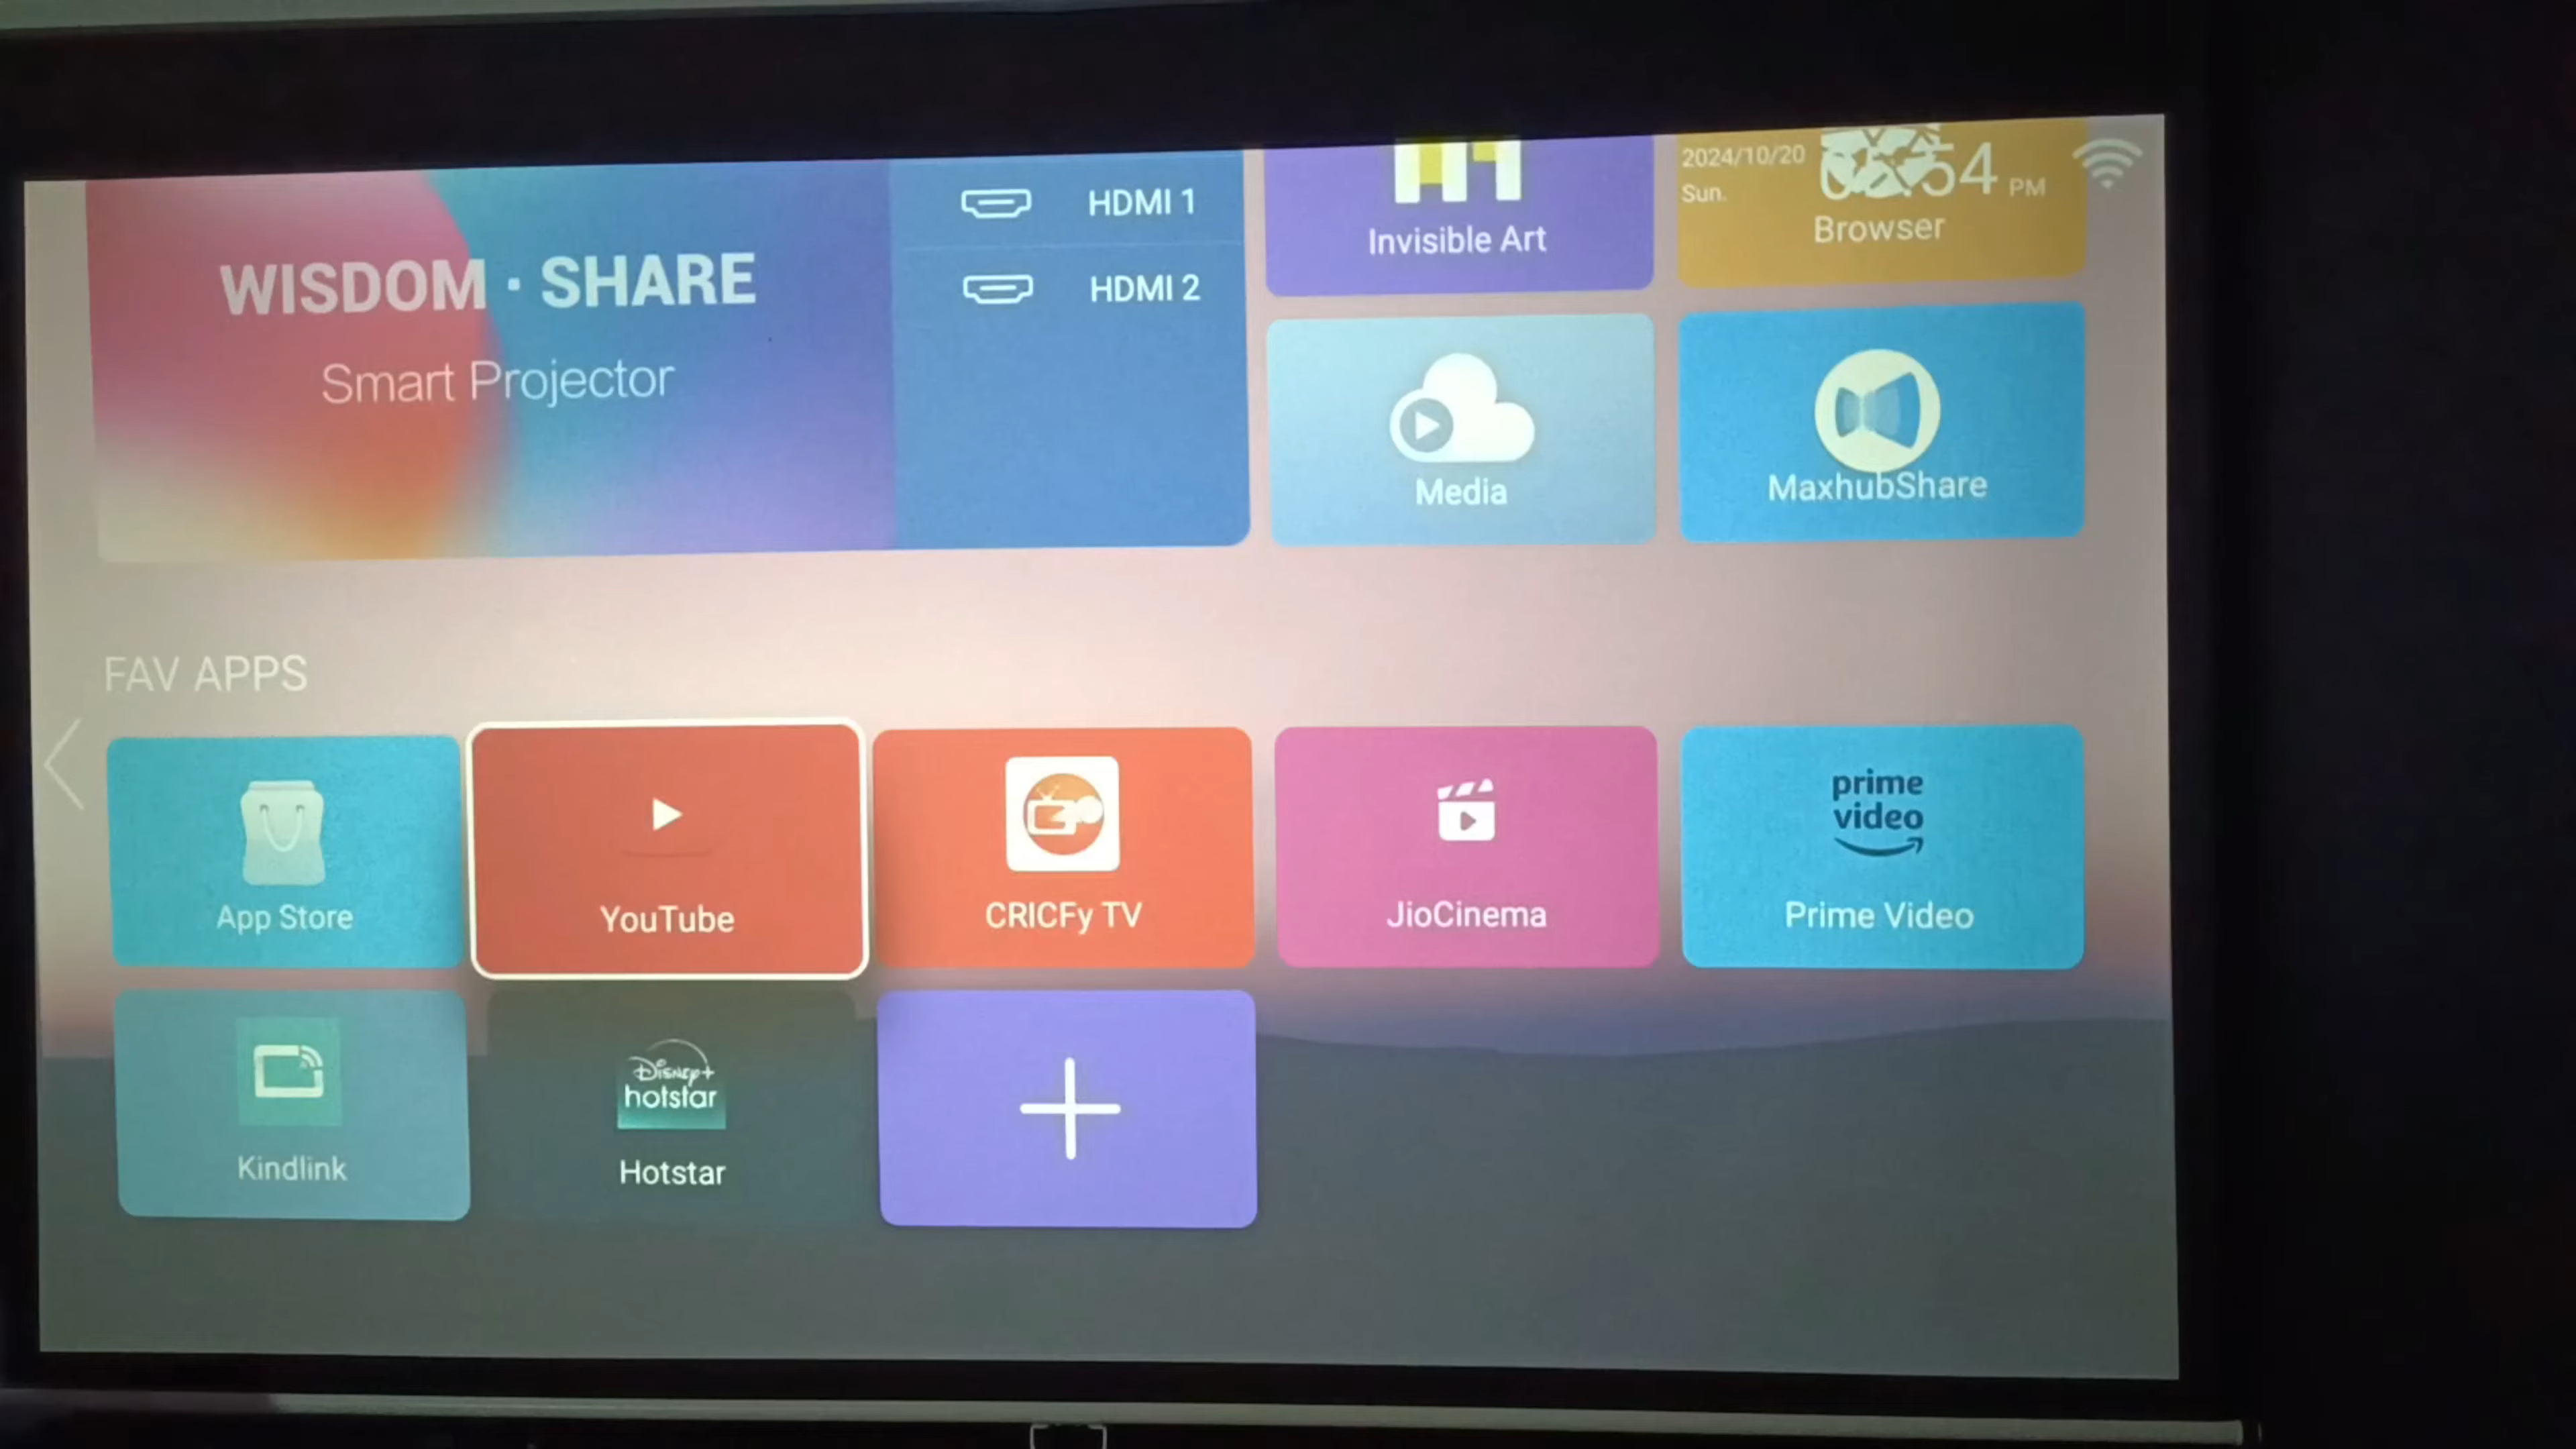 WISDOM · SHARE
Smart Projector
HDMI 1
HDMI 2
Invisible Art
2024/10/20
Sun.
PM
Browser
Media
MaxhubShare
FAV APPS
App Store
YouTube
CRICFy TV
JioCinema
prime
video
Prime Video
Kindlink
Disney+
hotstar
Hotstar